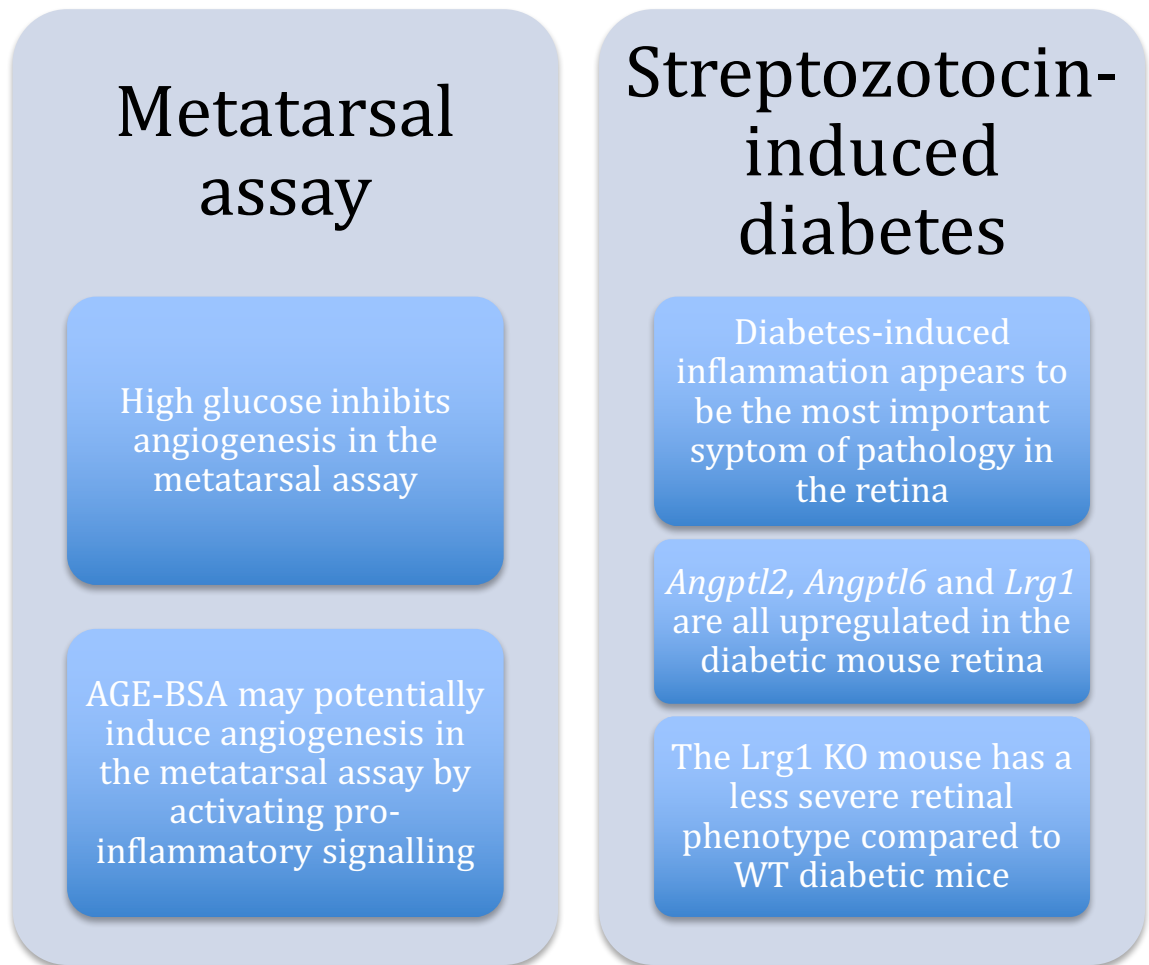 Metatarsal
assay
High glucose inhibits
angiogenesis in the
metatarsal assay
AGE-BSA may potentially
induce angiogenesis in
the metatarsal assay by
activating pro-
inflammatory signalling
Streptozotocin-
induced
diabetes
Diabetes-induced
inflammation appears to
be the most important
syptom of pathology in
the retina
Angptl2, Angptl6 and Lrg1
are all upregulated in the
diabetic mouse retina
The Lrg1 KO mouse has a
less severe retinal
phenotype compared to
WT diabetic mice